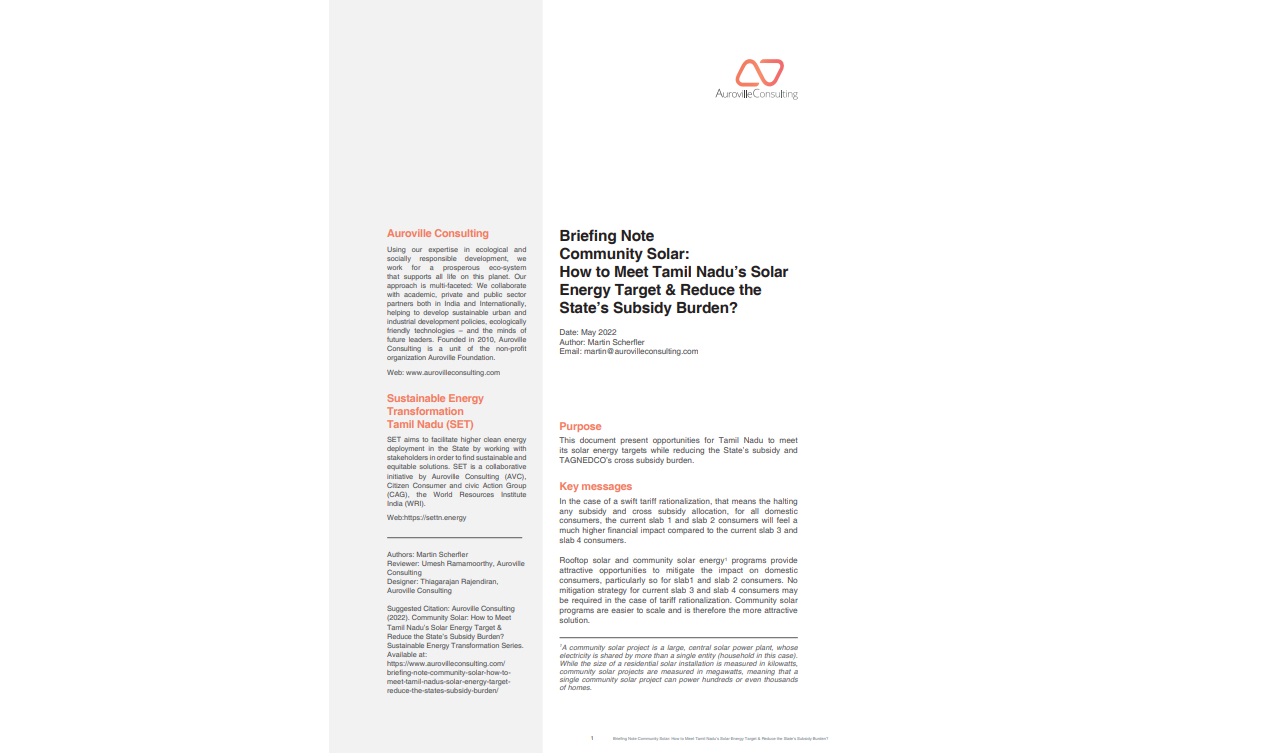 AurovilleConsulting
Auroville Consulting
Using our expertise in ecological and
socially responsible development, we
work for a prosperous eco-system
that supports all life on this planet. Our
approach is multi-faceted: We collaborate
with academic, private and public sector
partners both in India and Internationally,
helping to develop sustainable urban and
industrial development policies, ecologically
friendly technologies – and the minds of
future leaders. Founded in 2010, Auroville
Consulting is a unit of the non-profit
organization Auroville Foundation.
Web: www.aurovilleconsulting.com
Sustainable Energy
Transformation
Tamil Nadu (SET)
SET aims to facilitate higher clean energy
deployment in the State by working with
stakeholders in order to find sustainable and
equitable solutions. SET is a collaborative
initiative by Auroville Consulting (AVC),
Citizen Consumer and civic Action Group
(CAG), the World Resources Institute
India (WRI).
Web:https://settn.energy
Authors: Martin Scherfler
Reviewer: Umesh Ramamoorthy, Auroville
Consulting
Designer: Thiagarajan Rajendiran,
Auroville Consulting
Suggested Citation: Auroville Consulting
(2022). Community Solar: How to Meet
Tamil Nadu's Solar Energy Target &
Reduce the State's Subsidy Burden?
Sustainable Energy Transformation Series.
Available at:
https://www.aurovilleconsulting.com/
briefing-note-community-solar-how-to-
meet-tamil-nadus-solar-energy-target-
reduce-the-states-subsidy-burden/
Briefing Note
Community Solar:
How to Meet Tamil Nadu's Solar
Energy Target & Reduce the
State's Subsidy Burden?
Date: May 2022
Author: Martin Scherfler
Email: martin@aurovilleconsulting.com
Purpose
This document present opportunities for Tamil Nadu to meet
its solar energy targets while reducing the State's subsidy and
TAGNEDCO's cross subsidy burden.
Key messages
In the case of a swift tariff rationalization, that means the halting
any subsidy and cross subsidy allocation, for all domestic
consumers, the current slab 1 and slab 2 consumers will feel a
much higher financial impact compared to the current slab 3 and
slab 4 consumers.
Rooftop solar and community solar energy¹ programs provide
attractive opportunities to mitigate the impact on domestic
consumers, particularly so for slab1 and slab 2 consumers. No
mitigation strategy for current slab 3 and slab 4 consumers may
be required in the case of tariff rationalization. Community solar
programs are easier to scale and is therefore the more attractive
solution.
¹A community solar project is a large, central solar power plant, whose
electricity is shared by more than a single entity (household in this case).
While the size of a residential solar installation is measured in kilowatts,
community solar projects are measured in megawatts, meaning that a
single community solar project can power hundreds or even thousands
of homes.
1 Briefing Note Community Solar: How to Meet Tamil Nadu's Solar Energy Target & Reduce the State's Subsidy Burden?